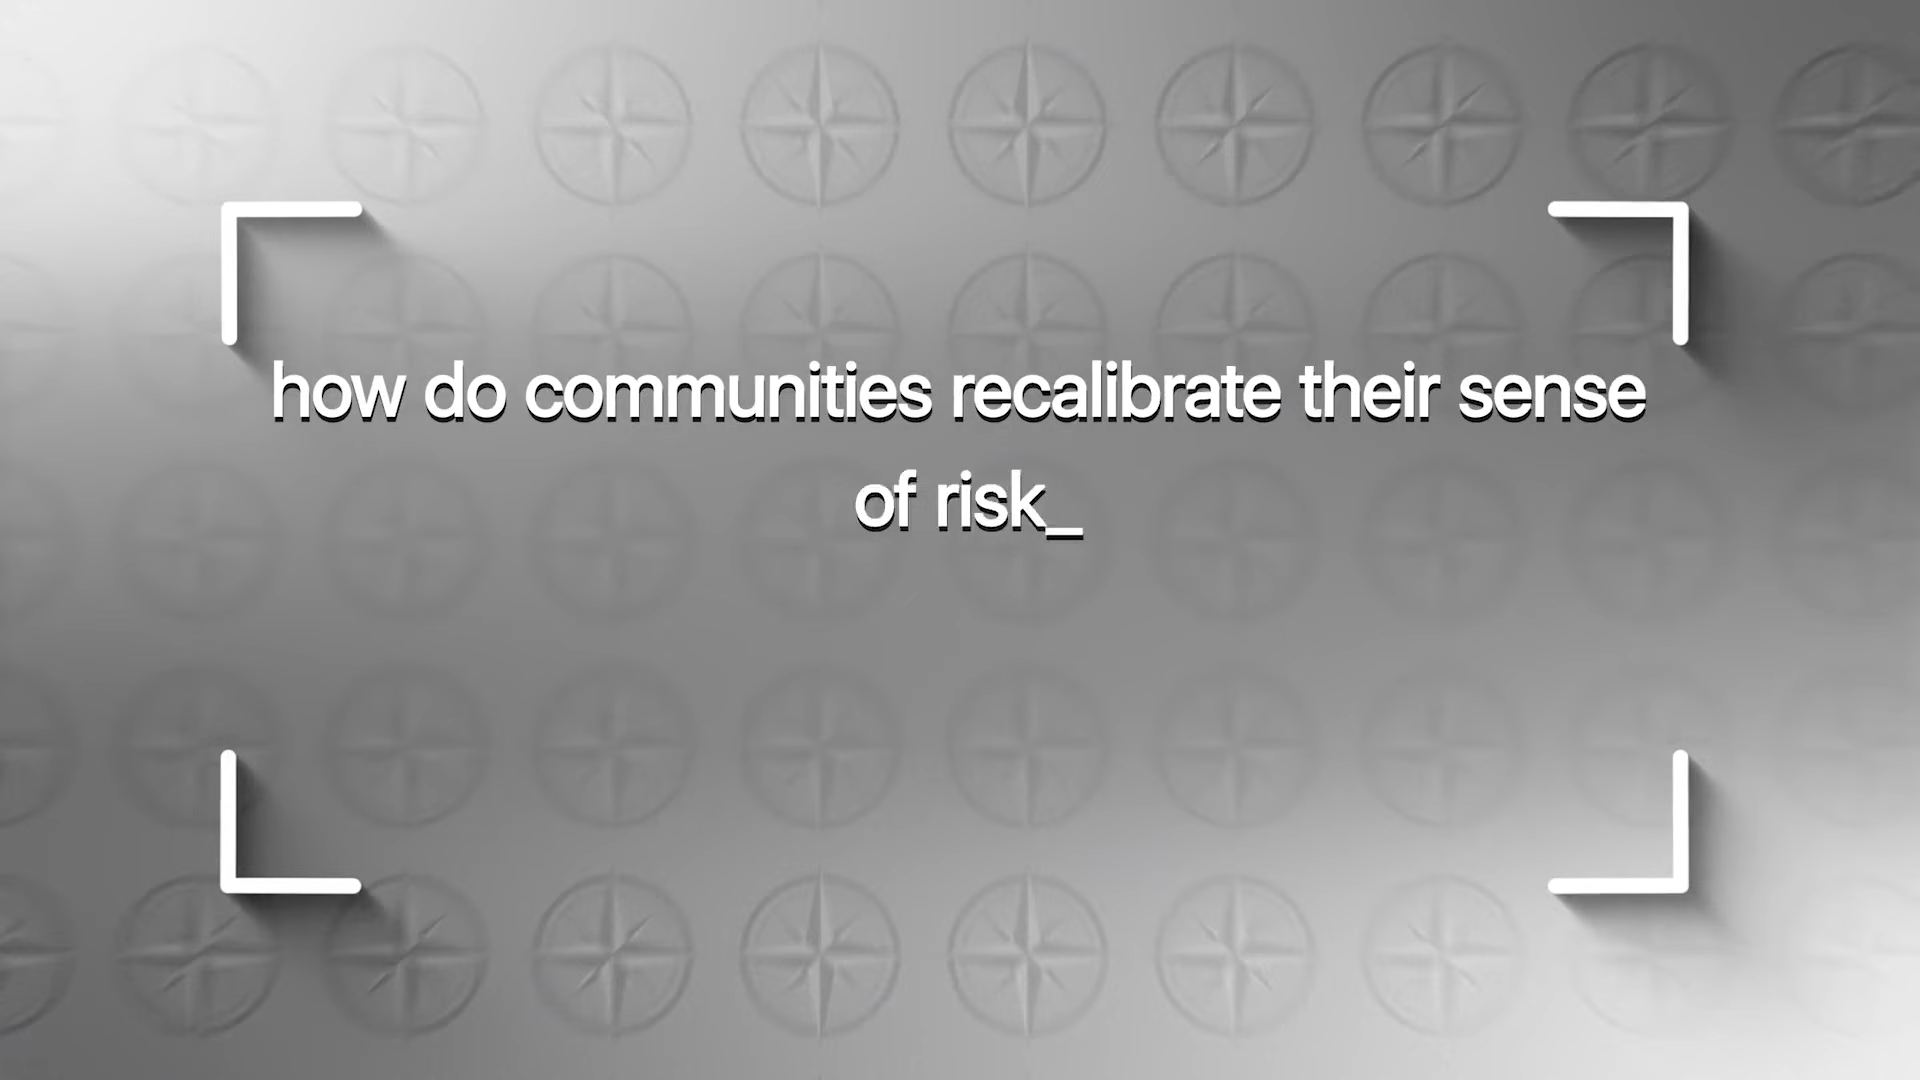 how do communities recalibrate their sense
of risk_